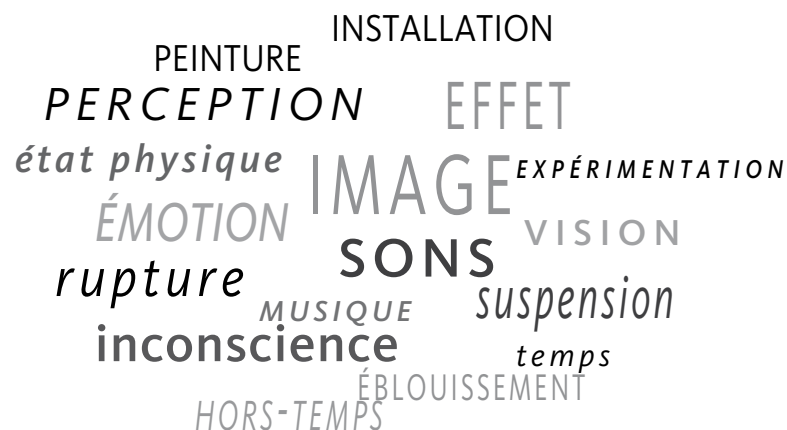 INSTALLATION
PEINTURE
PERCEPTION
EFFET
état physique
IMAGE
EXPÉRIMENTATION
ÉMOTION
VISION
SONS
rupture
suspension
MUSIQUE
inconscience
temps
ÉBLOUISSEMENT
HORS-TEMPS